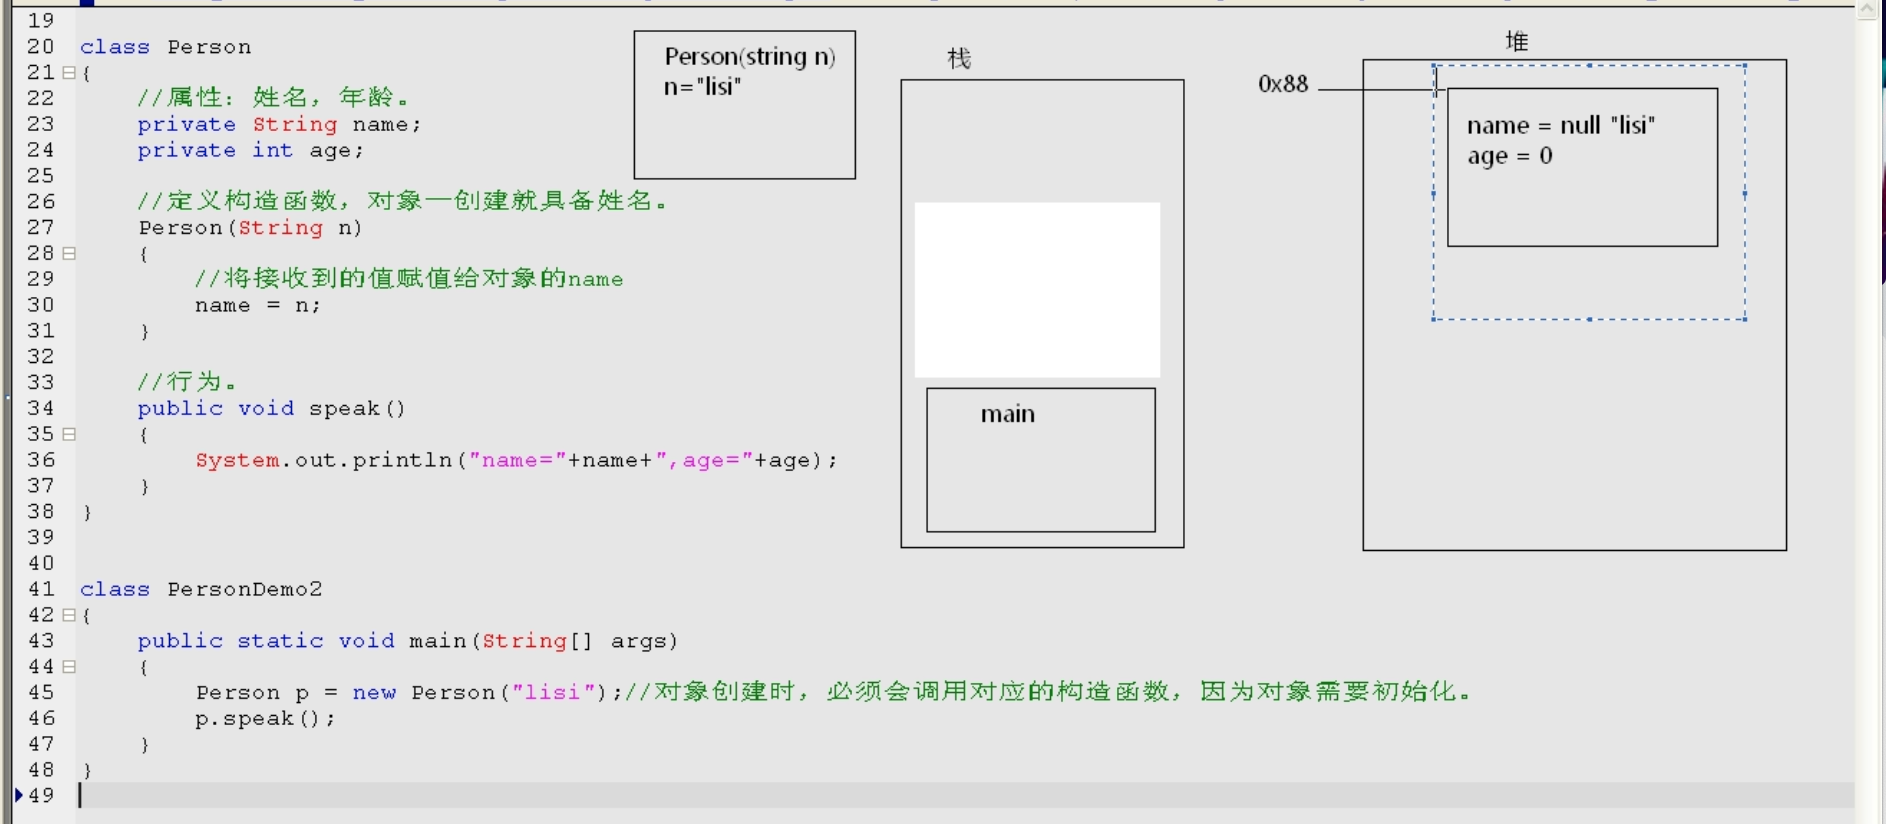 19
20 class Person
21 {
22 //属性：姓名，年龄。
23 private String name;
24 private int age;
25
26 //定义构造函数，对象一创建就具备姓名。
27 Person(String n)
28 {
29 //将接收到的值赋值给对象的name
30 name = n;
31 }
32
33 //行为。
34 public void speak()
35 {
36 System.out.println("name="+name+",age="+age);
37 }
38 }
39
40
41 class PersonDemo2
42 {
43 public static void main(String[] args)
44 {
45 Person p = new Person("lisi");//对象创建时，必须会调用对应的构造函数，因为对象需要初始化。
46 p.speak();
47 }
48 }
49
Person(string n)
n="lisi"
栈
main
堆
0x88
name = null "lisi"
age = 0